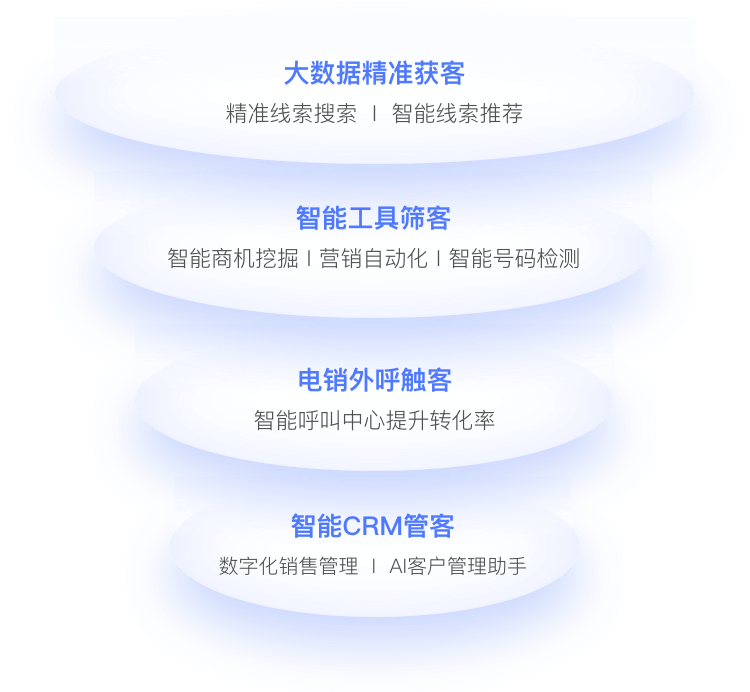 大数据精准获客
精准线索搜索 | 智能线索推荐
智能工具筛客
智能商机挖掘 | 营销自动化 | 智能号码检测
电销外呼触客
智能呼叫中心提升转化率
智能CRM管客
数字化销售管理 | AI客户管理助手